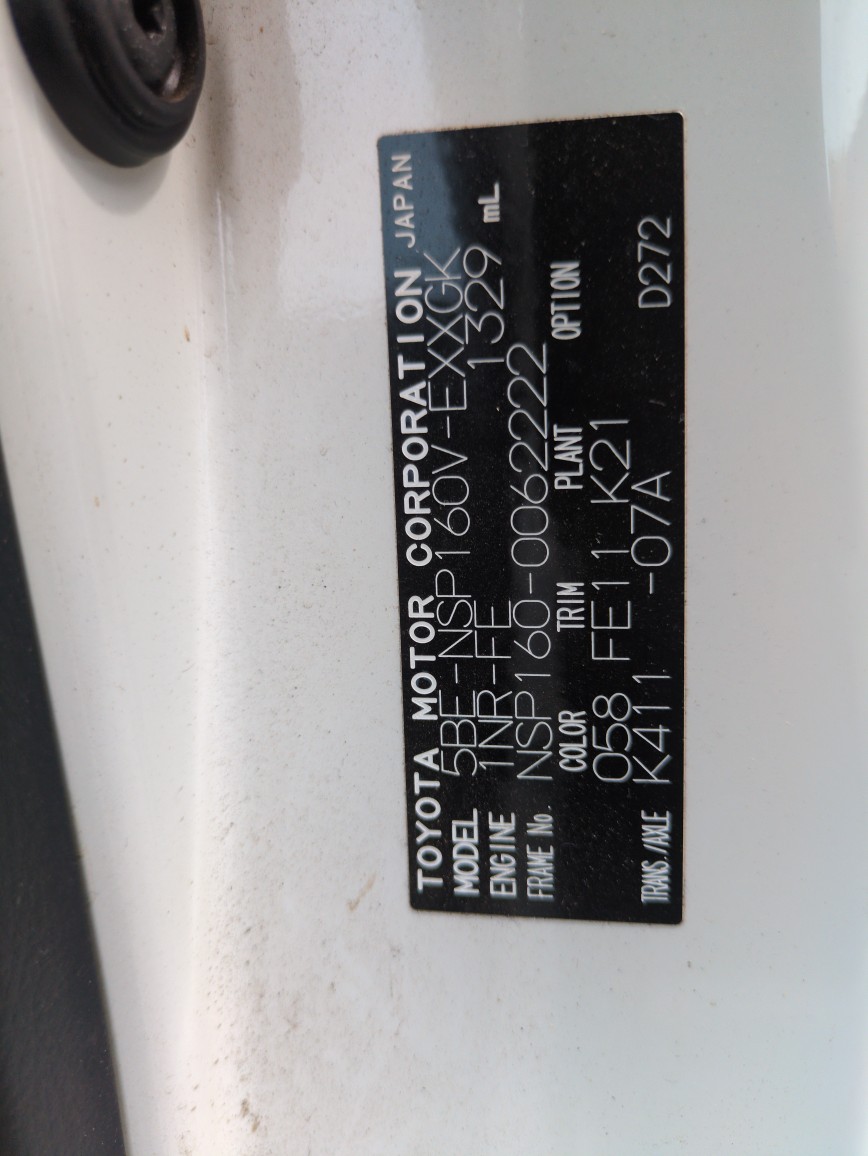 TOYOTA MOTOR CORPORATION JAPAN
MODEL 5BE-NSP160V-EXXGK
ENGINE 1NR-FE 1329 mL
FRAME No. NSP160-0062222
COLOR TRIM PLANT OPTION
058 FE11 K21
TRANS./AXLE K411 -07A D272